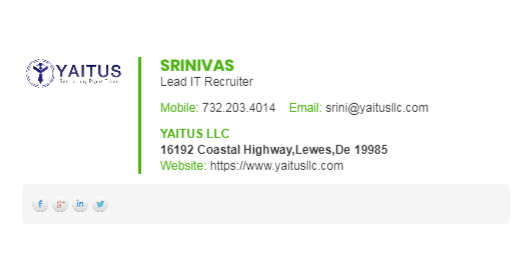 YAITUS
SRINIVAS
Lead IT Recruiter
Mobile: 732.203.4014 Email: srini@yaitusllc.com
YAITUS LLC
16192 Coastal Highway,Lewes,De 19985
Website: https://www.yaitusllc.com
f g+ in